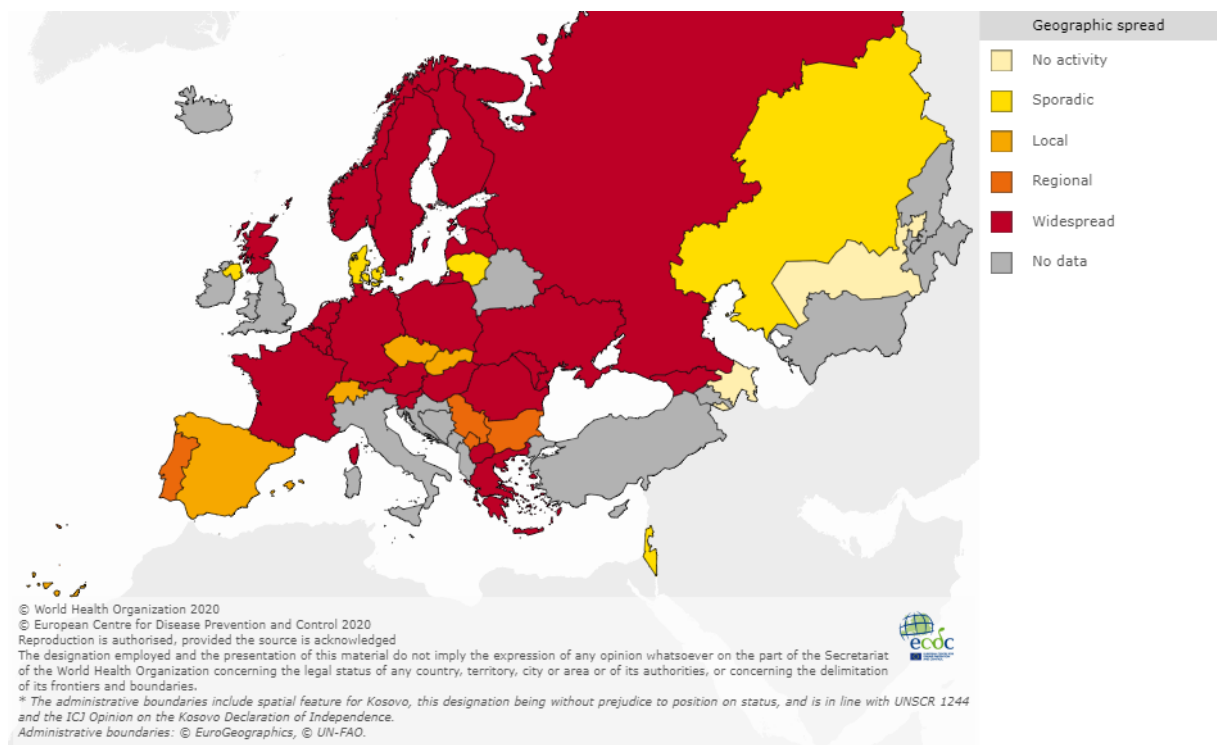 Geographic spread
No activity
Sporadic
Local
Regional
Widespread
No data
© World Health Organization 2020
© European Centre for Disease Prevention and Control 2020
Reproduction is authorised, provided the source is acknowledged
The designation employed and the presentation of this material do not imply the expression of any opinion whatsoever on the part of the Secretariat
of the World Health Organization concerning the legal status of any country, territory, city or area or of its authorities, or concerning the delimitation
of its frontiers and boundaries.
* The administrative boundaries include spatial feature for Kosovo, this designation being without prejudice to position on status, and is in line with UNSCR 1244
and the ICJ Opinion on the Kosovo Declaration of Independence.
Administrative boundaries: © EuroGeographics, © UN-FAO.
ecdc